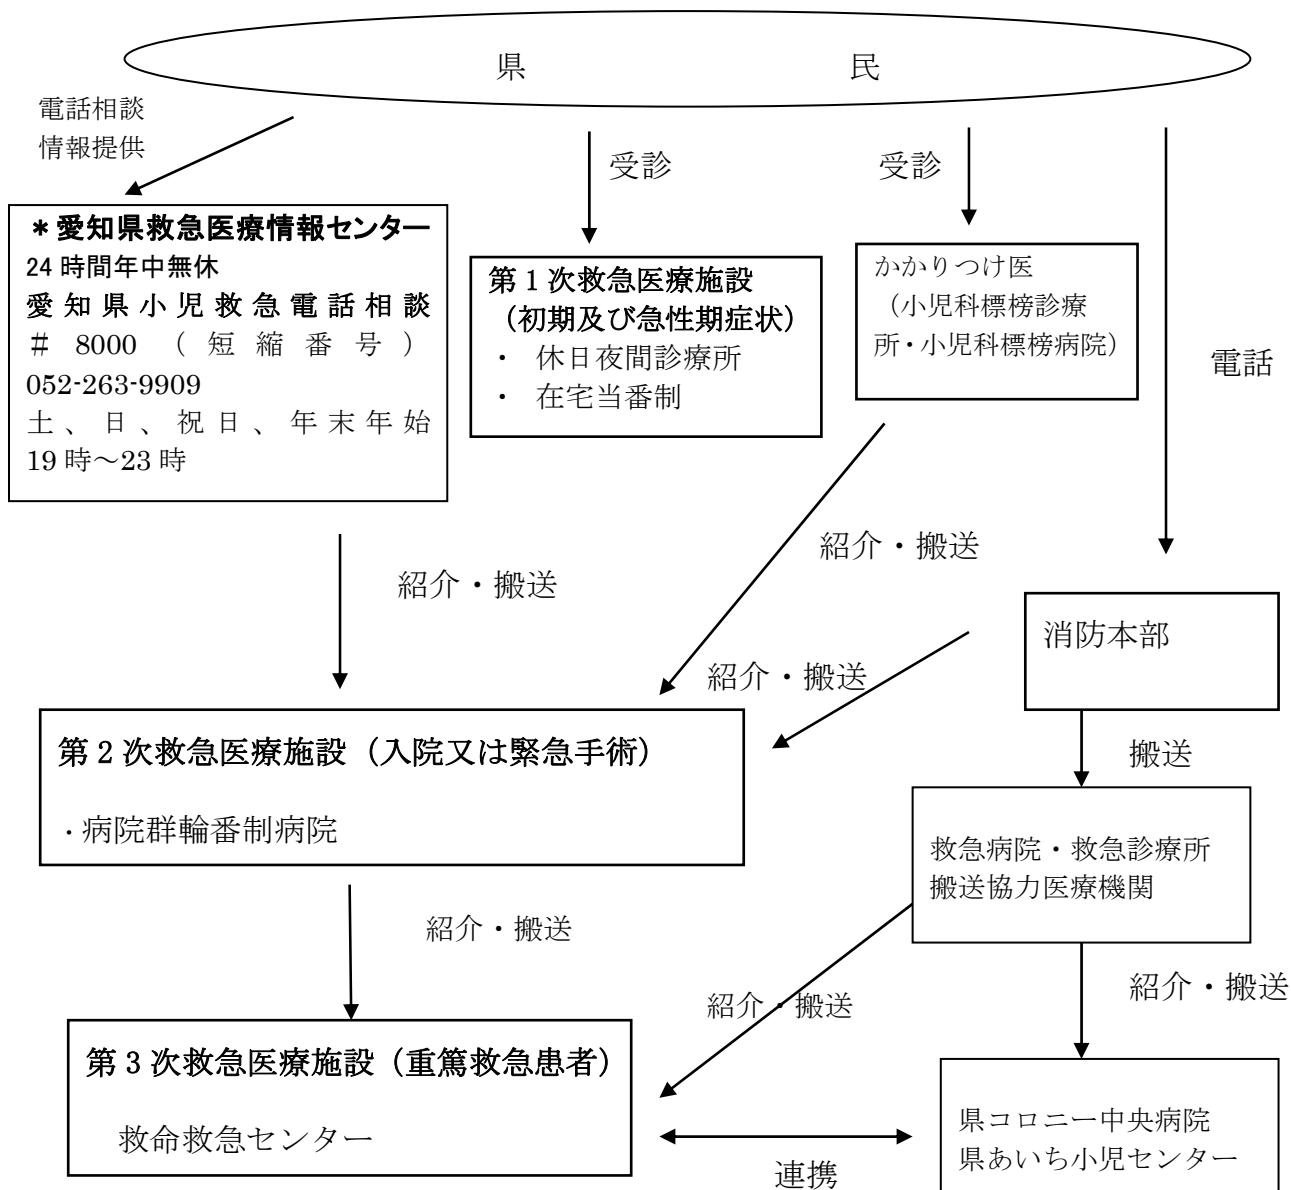 県 民
電話相談
情報提供
受診
受診
電話
＊愛知県救急医療情報センター
24 時間年中無休
愛知県小児救急電話相談
＃ 8000 （短縮番号）
052-263-9909
土、日、祝日、年末年始
19 時～23 時
第 1 次救急医療施設
（初期及び急性期症状）
・ 休日夜間診療所
・ 在宅当番制
かかりつけ医
（小児科標榜診療
所・小児科標榜病院）
紹介・搬送
紹介・搬送
紹介・搬送
消防本部
搬送
第 2 次救急医療施設（入院又は緊急手術）
・病院群輪番制病院
救急病院・救急診療所
搬送協力医療機関
紹介・搬送
紹介・搬送
紹介・搬送
第 3 次救急医療施設（重篤救急患者）
救命救急センター
連携
県コロニー中央病院
県あいち小児センター